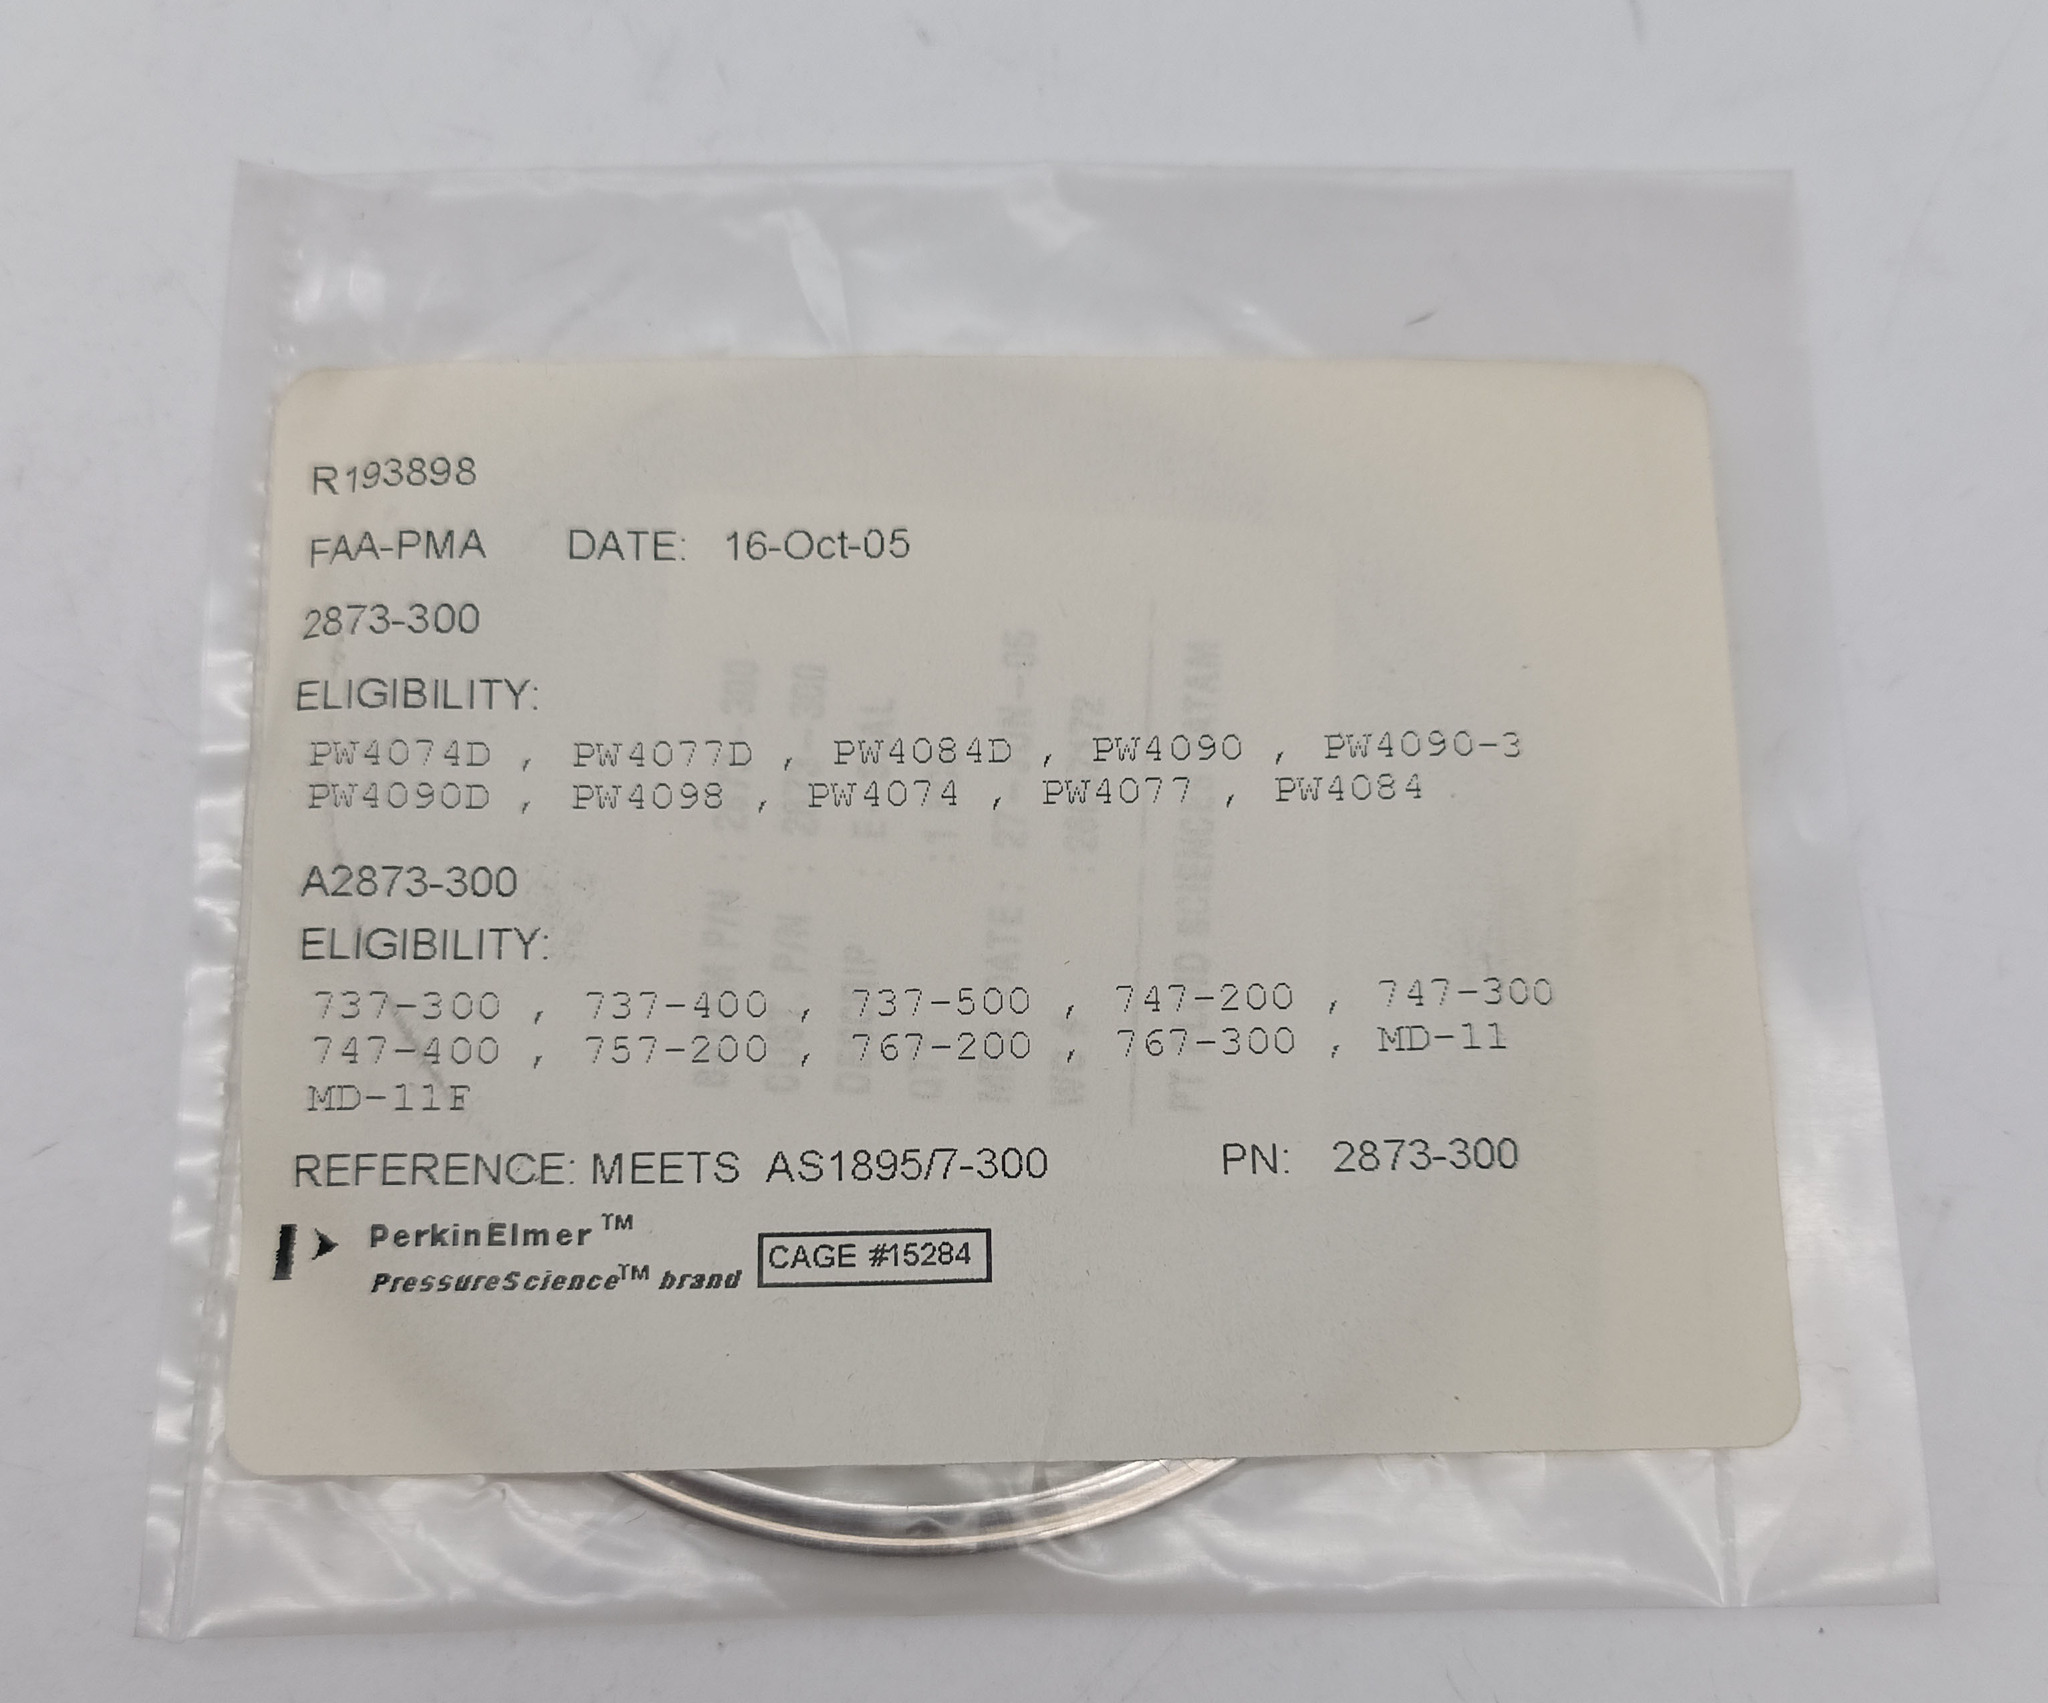 R193898
FAA-PMA DATE: 16-Oct-05
2873-300
ELIGIBILITY:
PW4074D , PW4077D , PW4084D , PW4090 , PW4090-3
PW4090D , PW4098 , PW4074 , PW4077 , PW4084
A2873-300
ELIGIBILITY:
737-300 , 737-400 , 737-500 , 747-200 , 747-300
747-400 , 757-200 , 767-200 , 767-300 , MD-11
MD-11F
REFERENCE: MEETS AS1895/7-300 PN: 2873-300
PerkinElmer™
PressureScience™ brand
CAGE #15284